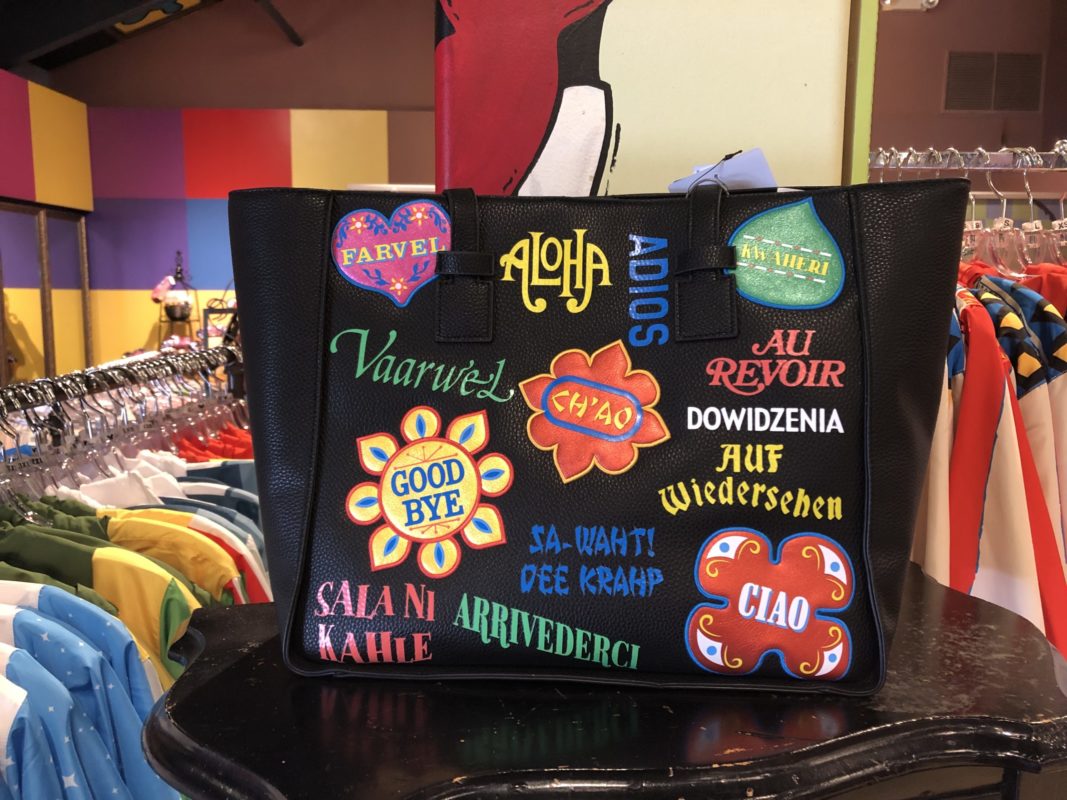 FARVEL
ALOHA
ADIOS
KWAHERI
Vaarwel
CH'AO
AU
REVOIR
DOWIDZENIA
AUF
Wiedersehen
GOOD
BYE
SA-WAHT!
DEE KRAHP
CIAO
SALA NI
KAHLE
ARRIVEDERCI